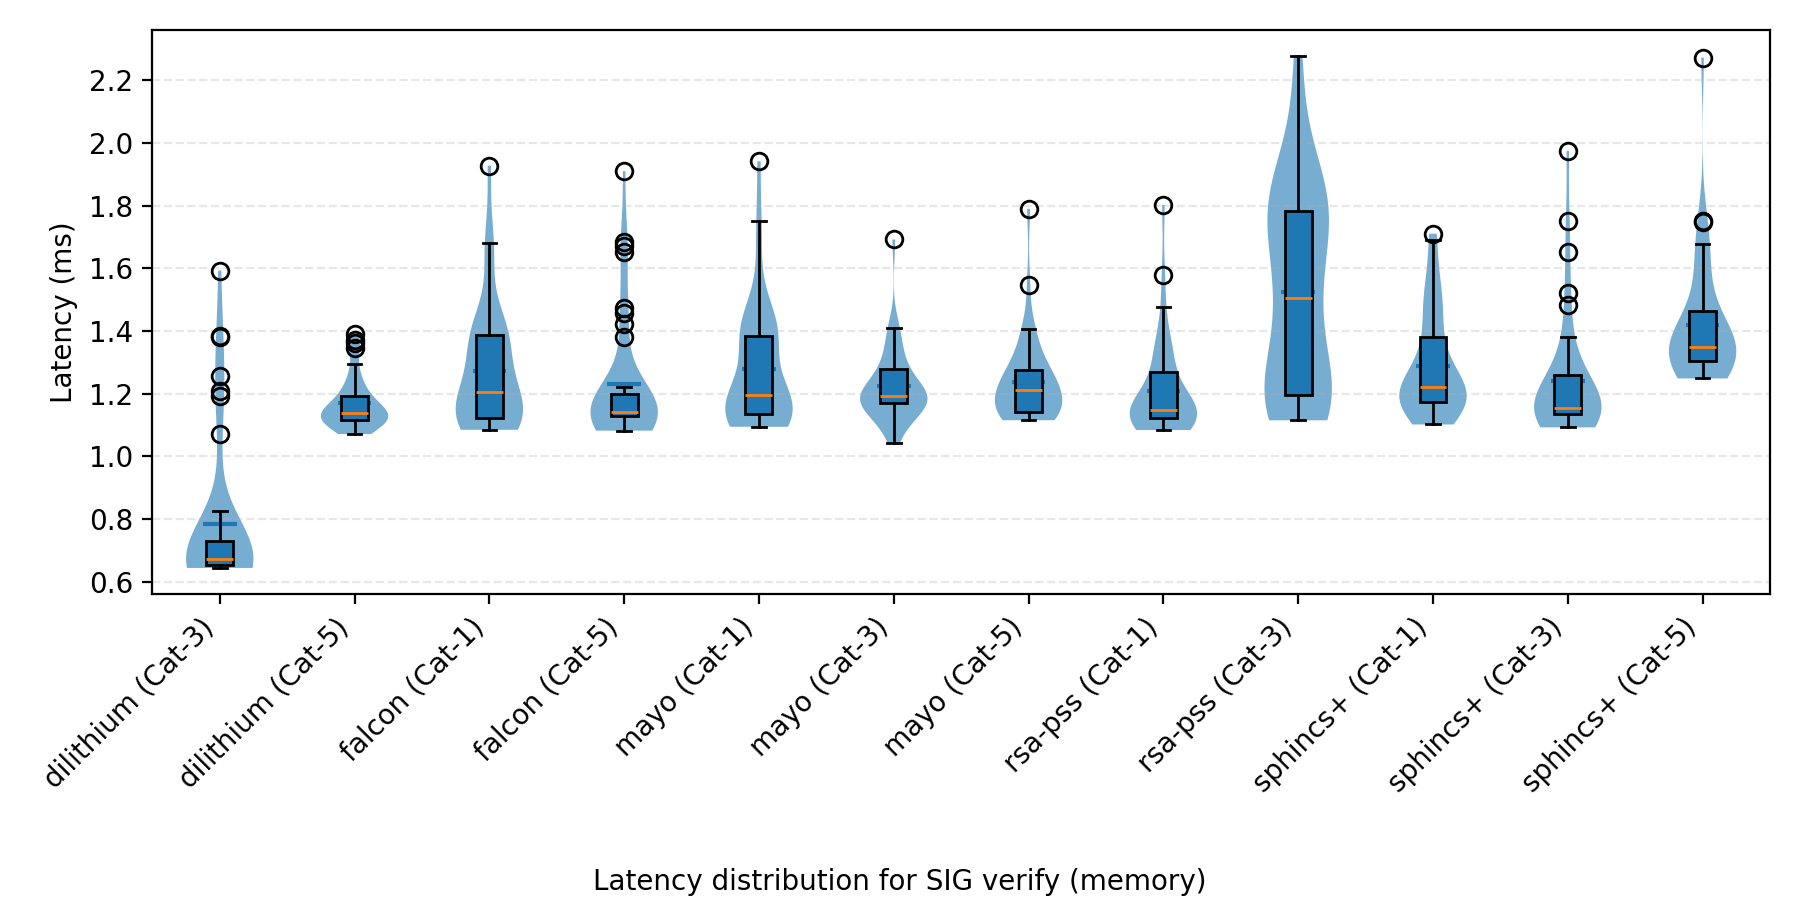 Latency (ms)
2.2
2.0
1.8
1.6
1.4
1.2
1.0
0.8
0.6
dilithium (Cat-3)
dilithium (Cat-5)
falcon (Cat-1)
falcon (Cat-5)
mayo (Cat-1)
mayo (Cat-3)
mayo (Cat-5)
rsa-pss (Cat-1)
rsa-pss (Cat-3)
sphincs+ (Cat-1)
sphincs+ (Cat-3)
sphincs+ (Cat-5)
Latency distribution for SIG verify (memory)